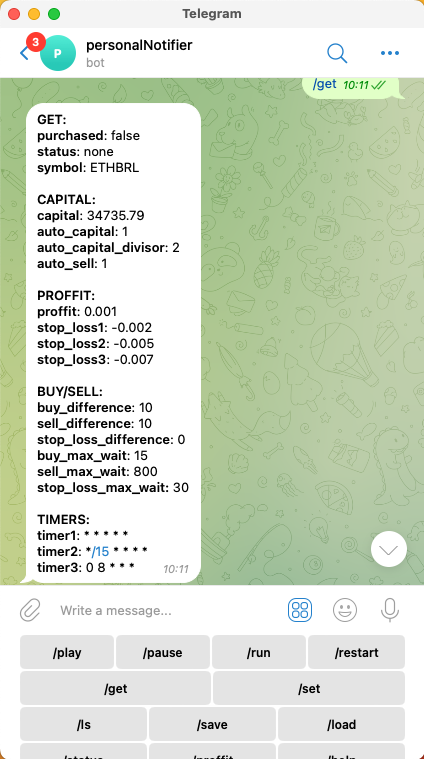 Telegram
3
P
personalNotifier
bot
/get 10:11
GET:
purchased: false
status: none
symbol: ETHBRL
CAPITAL:
capital: 34735.79
auto_capital: 1
auto_capital_divisor: 2
auto_sell: 1
PROFFIT:
proffit: 0.001
stop_loss1: -0.002
stop_loss2: -0.005
stop_loss3: -0.007
BUY/SELL:
buy_difference: 10
sell_difference: 10
stop_loss_difference: 0
buy_max_wait: 15
sell_max_wait: 800
stop_loss_max_wait: 30
TIMERS:
timer1: * * * * *
timer2: */15 * * * *
timer3: 0 8 * * *
10:11
Write a message...
/play /pause /run /restart
/get /set
/ls /save /load
/status /proffit /help